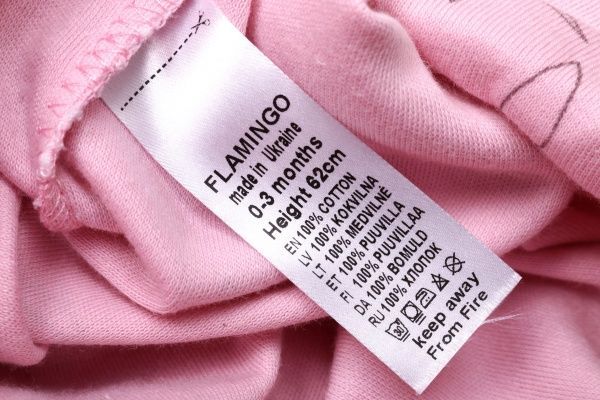 FLAMINGO
made in Ukraine
0-3 months
Height 62cm
EN 100% COTTON
LV 100% KOKVILNA
LT 100% MEDVILNĖ
ET 100% PUUVILLA
FI 100% PUUVILLAA
DA 100% BOMULD
RU 100% ХЛОПОК
30
keep away
From Fire